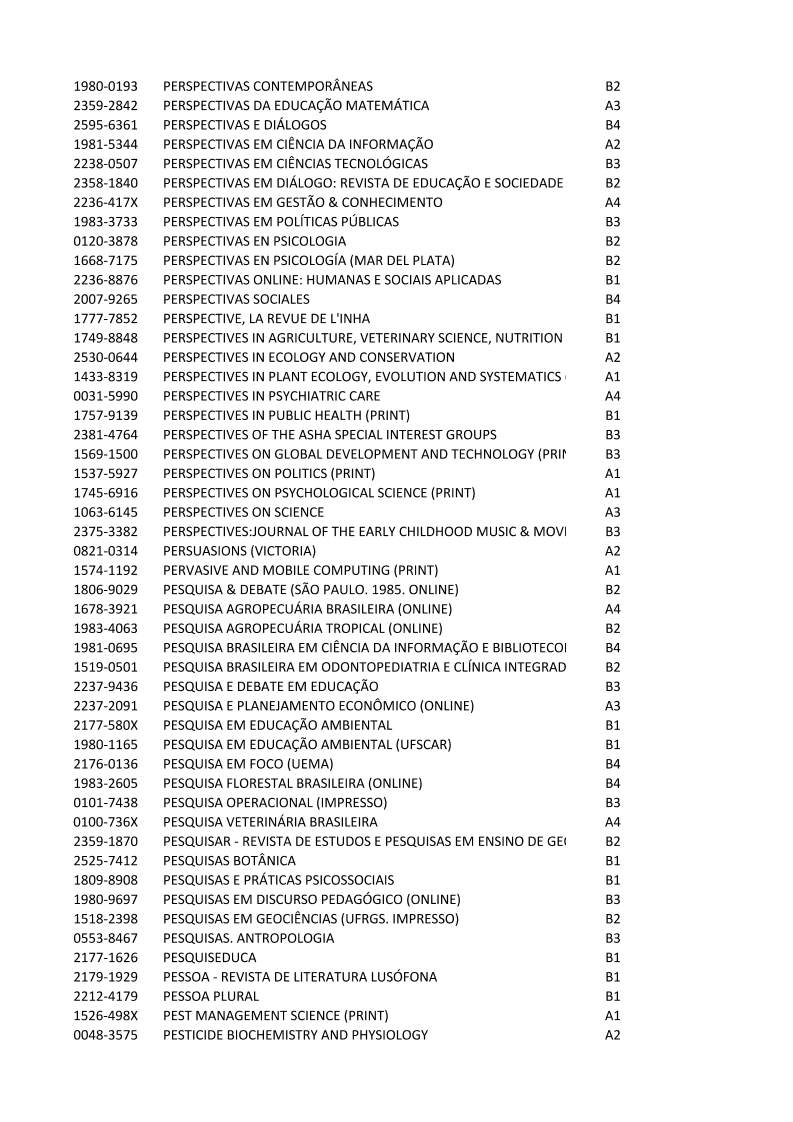 1980-0193 PERSPECTIVAS CONTEMPORÂNEAS B2
2359-2842 PERSPECTIVAS DA EDUCAÇÃO MATEMÁTICA A3
2595-6361 PERSPECTIVAS E DIÁLOGOS B4
1981-5344 PERSPECTIVAS EM CIÊNCIA DA INFORMAÇÃO A2
2238-0507 PERSPECTIVAS EM CIÊNCIAS TECNOLÓGICAS B3
2358-1840 PERSPECTIVAS EM DIÁLOGO: REVISTA DE EDUCAÇÃO E SOCIEDADE B2
2236-417X PERSPECTIVAS EM GESTÃO & CONHECIMENTO A4
1983-3733 PERSPECTIVAS EM POLÍTICAS PÚBLICAS B3
0120-3878 PERSPECTIVAS EN PSICOLOGIA B2
1668-7175 PERSPECTIVAS EN PSICOLOGÍA (MAR DEL PLATA) B2
2236-8876 PERSPECTIVAS ONLINE: HUMANAS E SOCIAIS APLICADAS B1
2007-9265 PERSPECTIVAS SOCIALES B4
1777-7852 PERSPECTIVE, LA REVUE DE L'INHA B1
1749-8848 PERSPECTIVES IN AGRICULTURE, VETERINARY SCIENCE, NUTRITION B1
2530-0644 PERSPECTIVES IN ECOLOGY AND CONSERVATION A2
1433-8319 PERSPECTIVES IN PLANT ECOLOGY, EVOLUTION AND SYSTEMATICS ( A1
0031-5990 PERSPECTIVES IN PSYCHIATRIC CARE A4
1757-9139 PERSPECTIVES IN PUBLIC HEALTH (PRINT) B1
2381-4764 PERSPECTIVES OF THE ASHA SPECIAL INTEREST GROUPS B3
1569-1500 PERSPECTIVES ON GLOBAL DEVELOPMENT AND TECHNOLOGY (PRIN B3
1537-5927 PERSPECTIVES ON POLITICS (PRINT) A1
1745-6916 PERSPECTIVES ON PSYCHOLOGICAL SCIENCE (PRINT) A1
1063-6145 PERSPECTIVES ON SCIENCE A3
2375-3382 PERSPECTIVES:JOURNAL OF THE EARLY CHILDHOOD MUSIC & MOVI B3
0821-0314 PERSUASIONS (VICTORIA) A2
1574-1192 PERVASIVE AND MOBILE COMPUTING (PRINT) A1
1806-9029 PESQUISA & DEBATE (SÃO PAULO. 1985. ONLINE) B2
1678-3921 PESQUISA AGROPECUÁRIA BRASILEIRA (ONLINE) A4
1983-4063 PESQUISA AGROPECUÁRIA TROPICAL (ONLINE) B2
1981-0695 PESQUISA BRASILEIRA EM CIÊNCIA DA INFORMAÇÃO E BIBLIOTECOI B4
1519-0501 PESQUISA BRASILEIRA EM ODONTOPEDIATRIA E CLÍNICA INTEGRAD B2
2237-9436 PESQUISA E DEBATE EM EDUCAÇÃO B3
2237-2091 PESQUISA E PLANEJAMENTO ECONÔMICO (ONLINE) A3
2177-580X PESQUISA EM EDUCAÇÃO AMBIENTAL B1
1980-1165 PESQUISA EM EDUCAÇÃO AMBIENTAL (UFSCAR) B1
2176-0136 PESQUISA EM FOCO (UEMA) B4
1983-2605 PESQUISA FLORESTAL BRASILEIRA (ONLINE) B4
0101-7438 PESQUISA OPERACIONAL (IMPRESSO) B3
0100-736X PESQUISA VETERINÁRIA BRASILEIRA A4
2359-1870 PESQUISAR - REVISTA DE ESTUDOS E PESQUISAS EM ENSINO DE GEO B2
2525-7412 PESQUISAS BOTÂNICA B1
1809-8908 PESQUISAS E PRÁTICAS PSICOSSOCIAIS B1
1980-9697 PESQUISAS EM DISCURSO PEDAGÓGICO (ONLINE) B3
1518-2398 PESQUISAS EM GEOCIÊNCIAS (UFRGS. IMPRESSO) B2
0553-8467 PESQUISAS. ANTROPOLOGIA B3
2177-1626 PESQUISEDUCA B1
2179-1929 PESSOA - REVISTA DE LITERATURA LUSÓFONA B1
2212-4179 PESSOA PLURAL B1
1526-498X PEST MANAGEMENT SCIENCE (PRINT) A1
0048-3575 PESTICIDE BIOCHEMISTRY AND PHYSIOLOGY A2